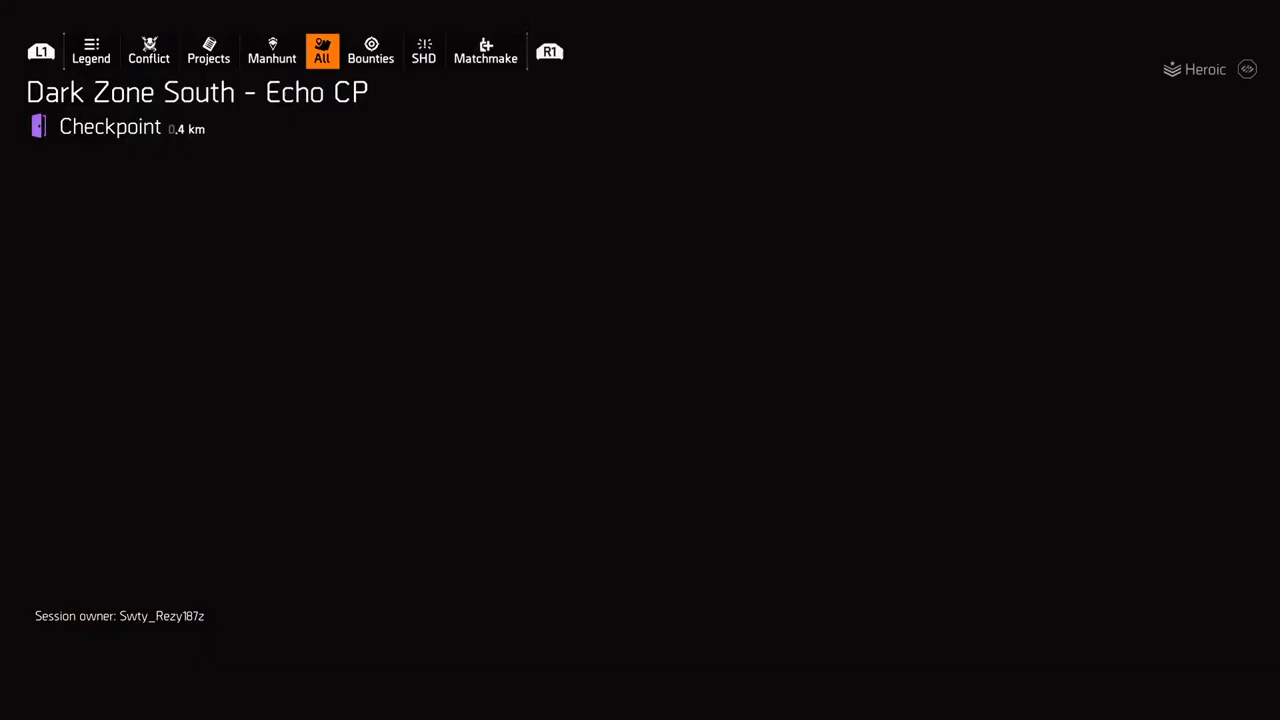 L1 Legend Conflict Projects Manhunt All Bounties SHD Matchmake R1
Heroic
Dark Zone South - Echo CP
Checkpoint 0.4 km
Session owner: Swty_Rezy187z